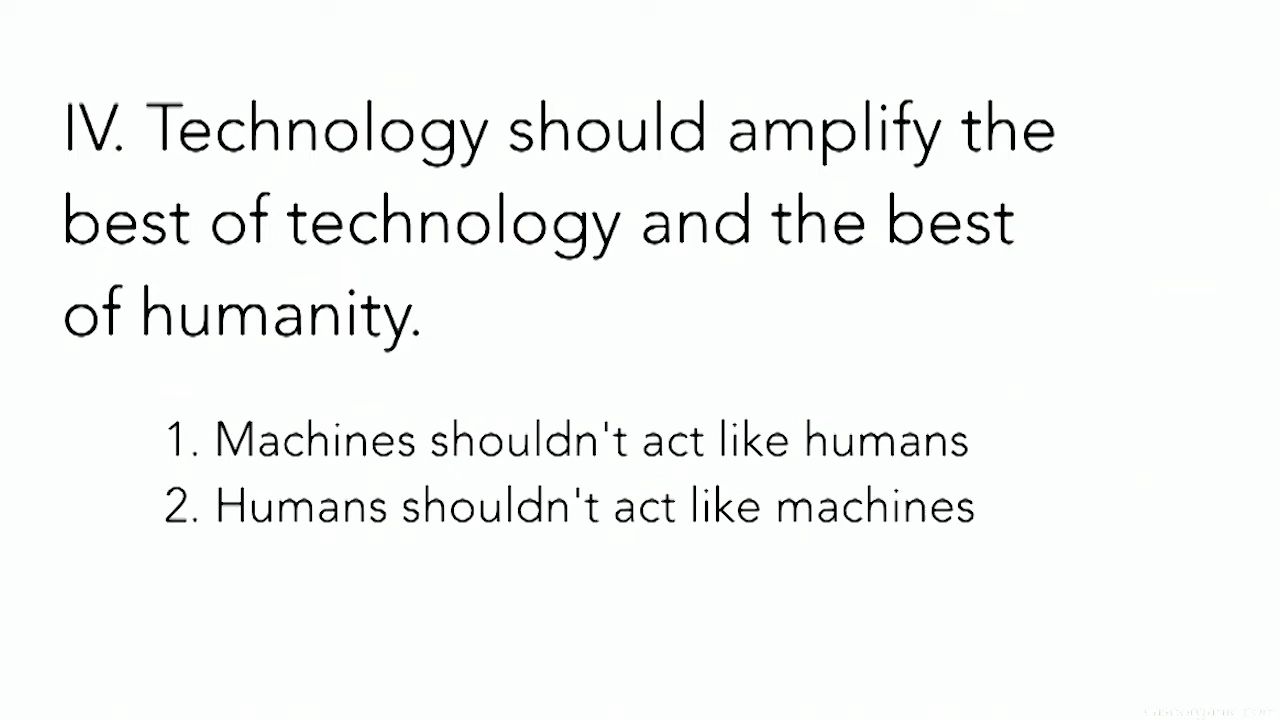 IV. Technology should amplify the
best of technology and the best
of humanity.
1. Machines shouldn't act like humans
2. Humans shouldn't act like machines